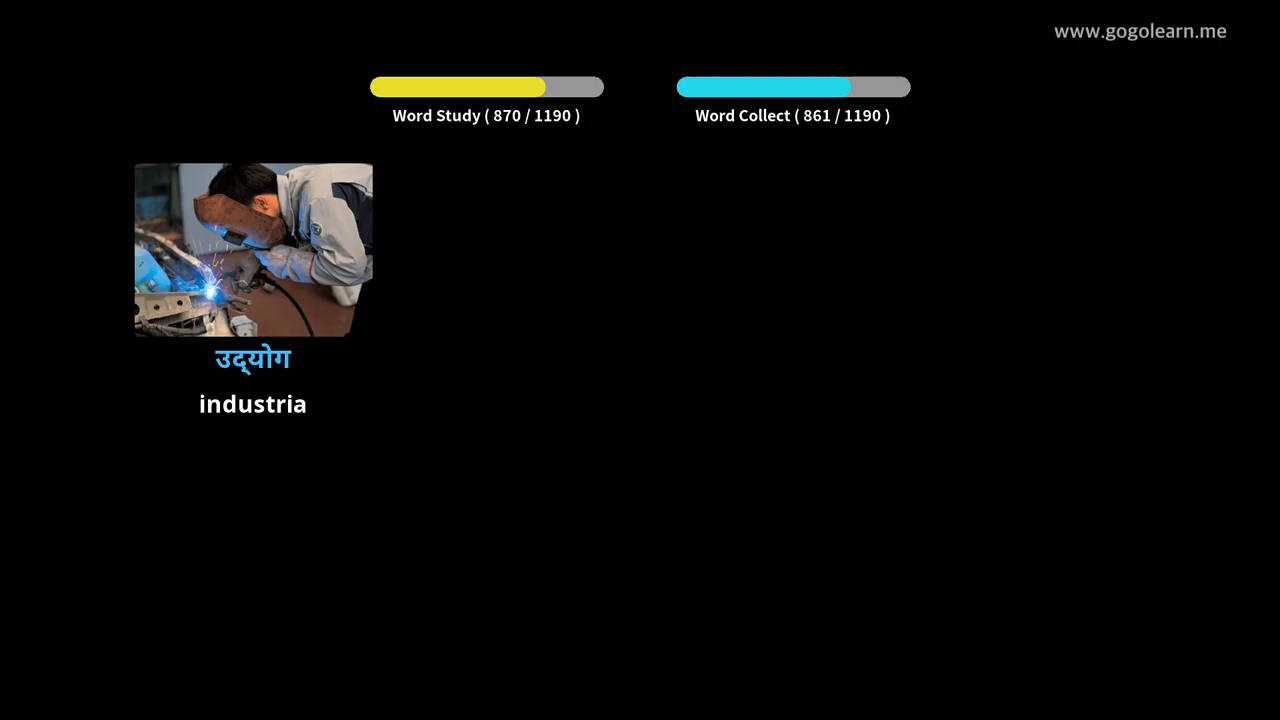 www.gogolearn.me
Word Study ( 870 / 1190 )
Word Collect ( 861 / 1190 )
उद्योग
industria